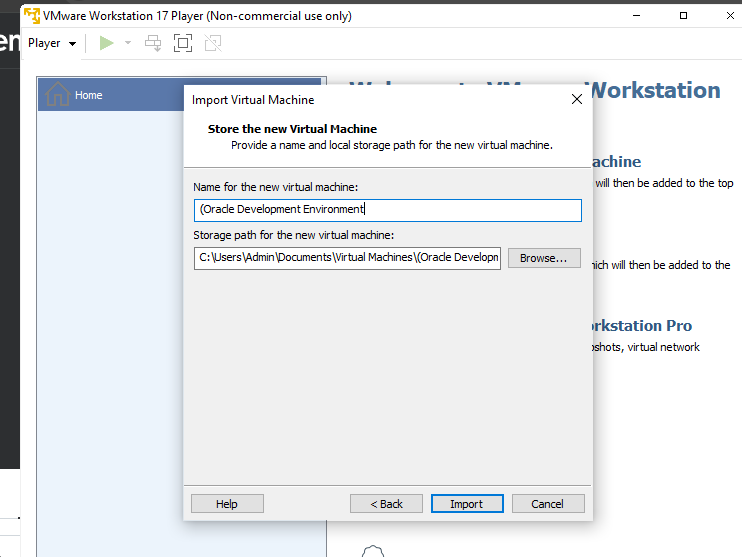 en
VMware Workstation 17 Player (Non-commercial use only)
Player
Home
Workstation
Import Virtual Machine
Store the new Virtual Machine
Provide a name and local storage path for the new virtual machine.
achine
will then be added to the top
Name for the new virtual machine:
(Oracle Development Environment
Storage path for the new virtual machine:
C:\Users\Admin\Documents\Virtual Machines\(Oracle Developm
Browse...
hich will then be added to the
orkstation Pro
pshots, virtual network
Help
< Back
Import
Cancel